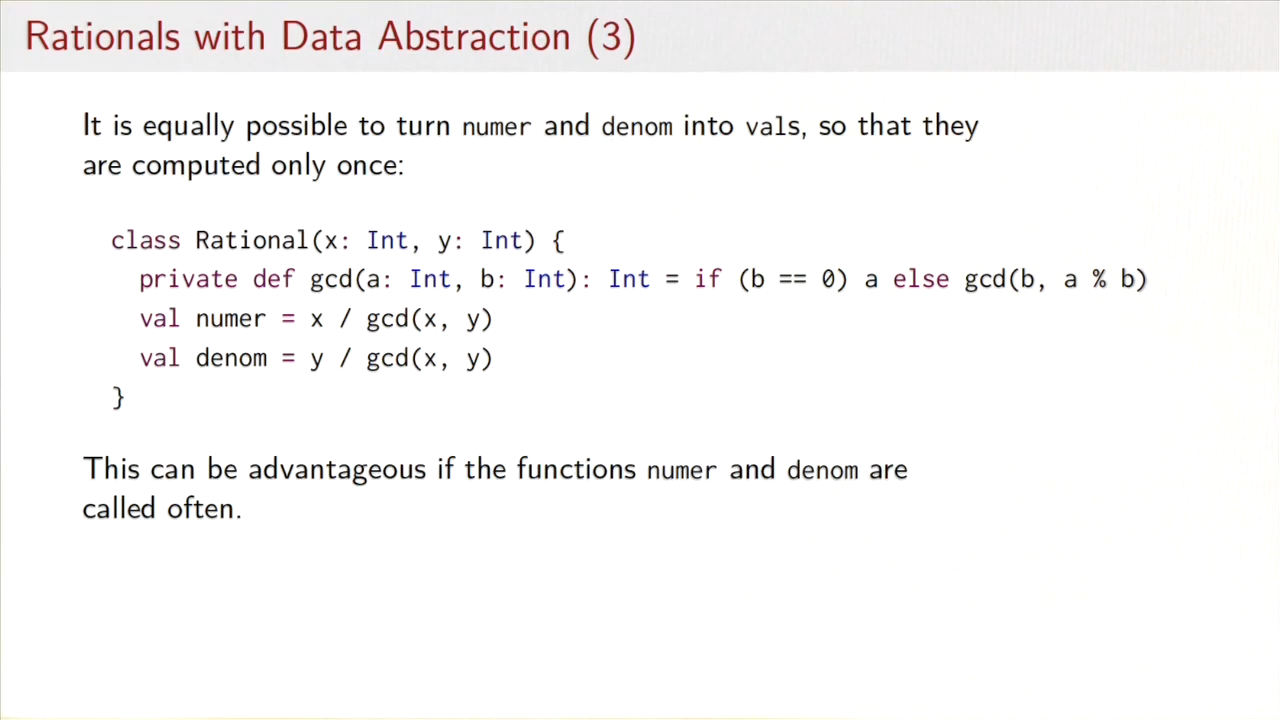 Rationals with Data Abstraction (3)
It is equally possible to turn numer and denom into vals, so that they
are computed only once:
class Rational(x: Int, y: Int) {
  private def gcd(a: Int, b: Int): Int = if (b == 0) a else gcd(b, a % b)
  val numer = x / gcd(x, y)
  val denom = y / gcd(x, y)
}
This can be advantageous if the functions numer and denom are
called often.